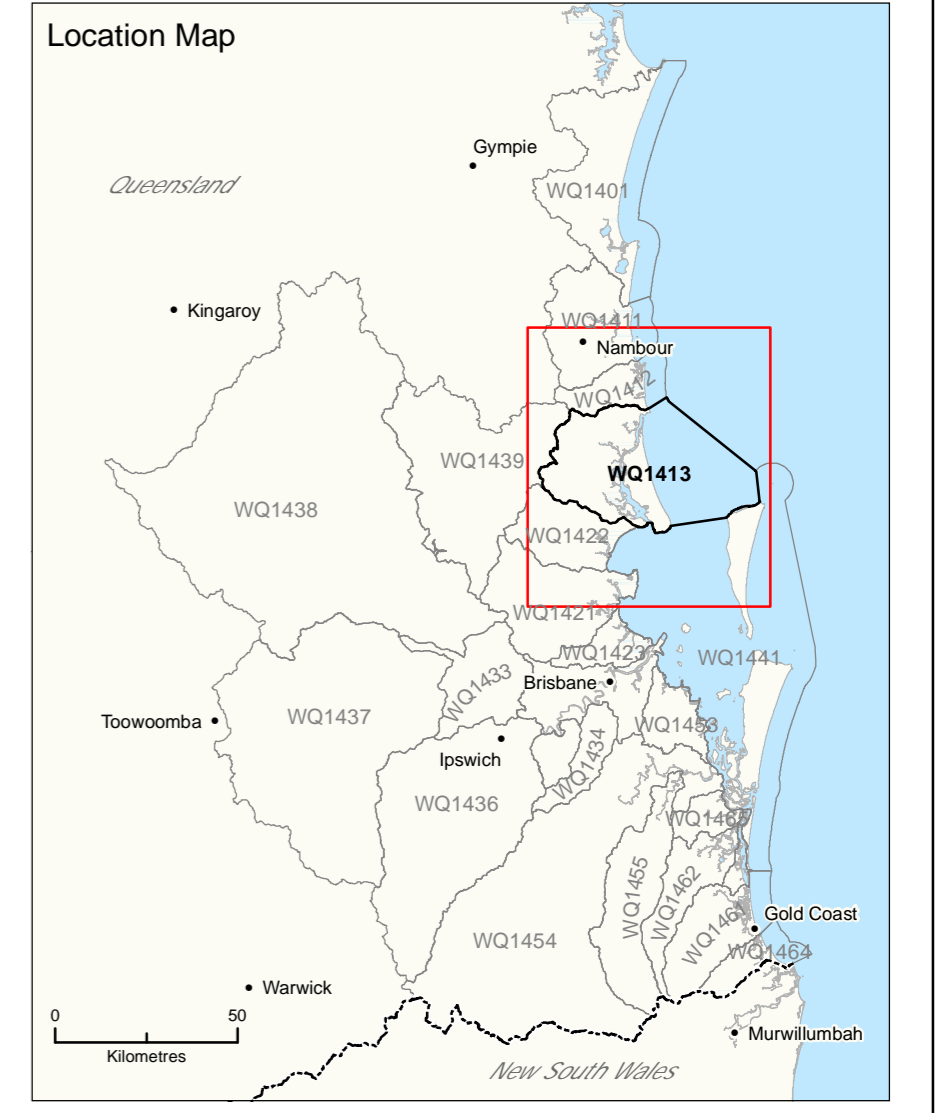 Location Map
Gympie
Queensland
WQ1401
Kingaroy
WQ1411
Nambour
WQ1412
WQ1439
WQ1413
WQ1438
WQ1422
WQ1421
WQ1423
WQ1441
WQ1433
Brisbane
Toowoomba
WQ1437
WQ1453
Ipswich
WQ1434
WQ1436
WQ1465
WQ1455
WQ1462
WQ1461
Gold Coast
WQ1454
WQ1464
Warwick
0 50
Kilometres
Murwillumbah
New South Wales